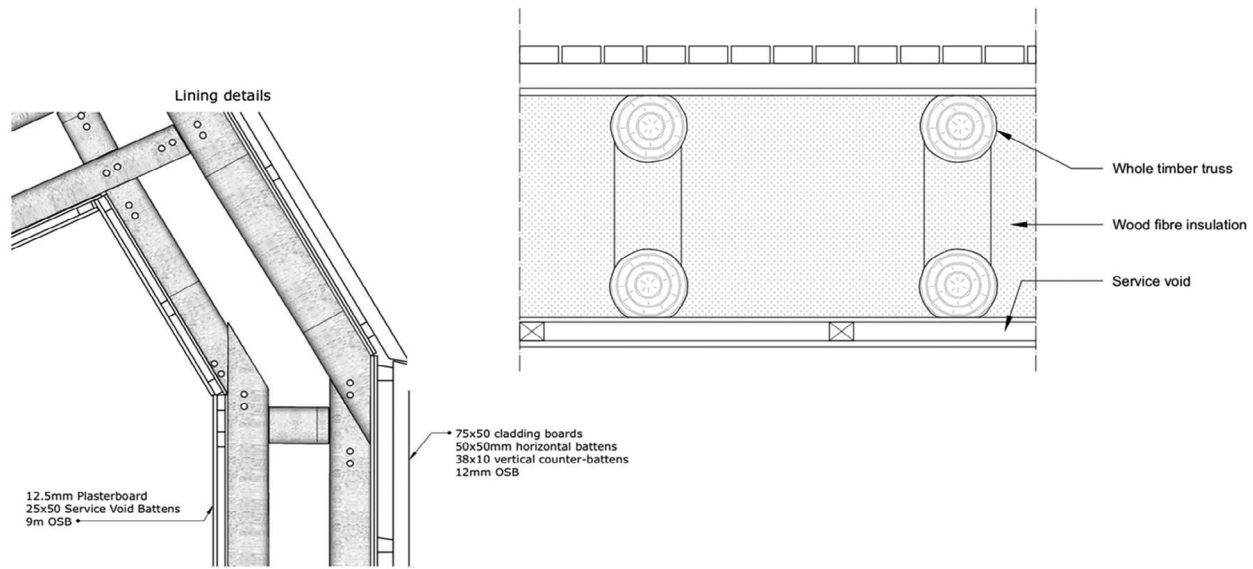 Lining details
Whole timber truss
Wood fibre insulation
Service void
75x50 cladding boards
50x50mm horizontal battens
38x10 vertical counter-battens
12mm OSB
12.5mm Plasterboard
25x50 Service Void Battens
9m OSB